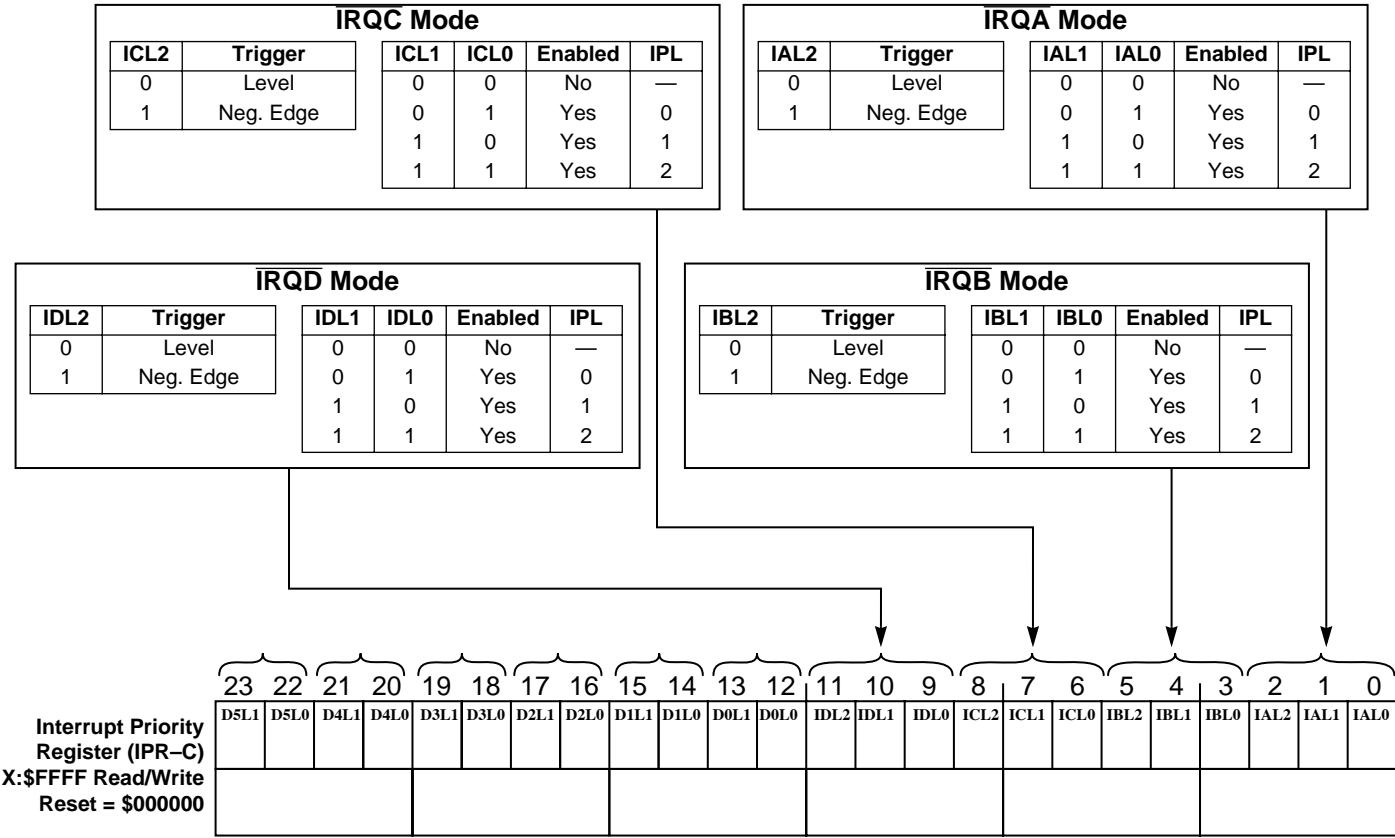 IRQC Mode
ICL2 Trigger
0 Level
1 Neg. Edge
ICL1 ICL0 Enabled IPL
0 0 No —
0 1 Yes 0
1 0 Yes 1
1 1 Yes 2
IRQA Mode
IAL2 Trigger
0 Level
1 Neg. Edge
IAL1 IAL0 Enabled IPL
0 0 No —
0 1 Yes 0
1 0 Yes 1
1 1 Yes 2
IRQD Mode
IDL2 Trigger
0 Level
1 Neg. Edge
IDL1 IDL0 Enabled IPL
0 0 No —
0 1 Yes 0
1 0 Yes 1
1 1 Yes 2
IRQB Mode
IBL2 Trigger
0 Level
1 Neg. Edge
IBL1 IBL0 Enabled IPL
0 0 No —
0 1 Yes 0
1 0 Yes 1
1 1 Yes 2
23 22 21 20 19 18 17 16 15 14 13 12 11 10 9 8 7 6 5 4 3 2 1 0
D5L1 D5L0 D4L1 D4L0 D3L1 D3L0 D2L1 D2L0 D1L1 D1L0 D0L1 D0L0 IDL2 IDL1 IDL0 ICL2 ICL1 ICL0 IBL2 IBL1 IBL0 IAL2 IAL1 IAL0
Interrupt Priority
Register (IPR–C)
X:$FFFF Read/Write
Reset = $000000